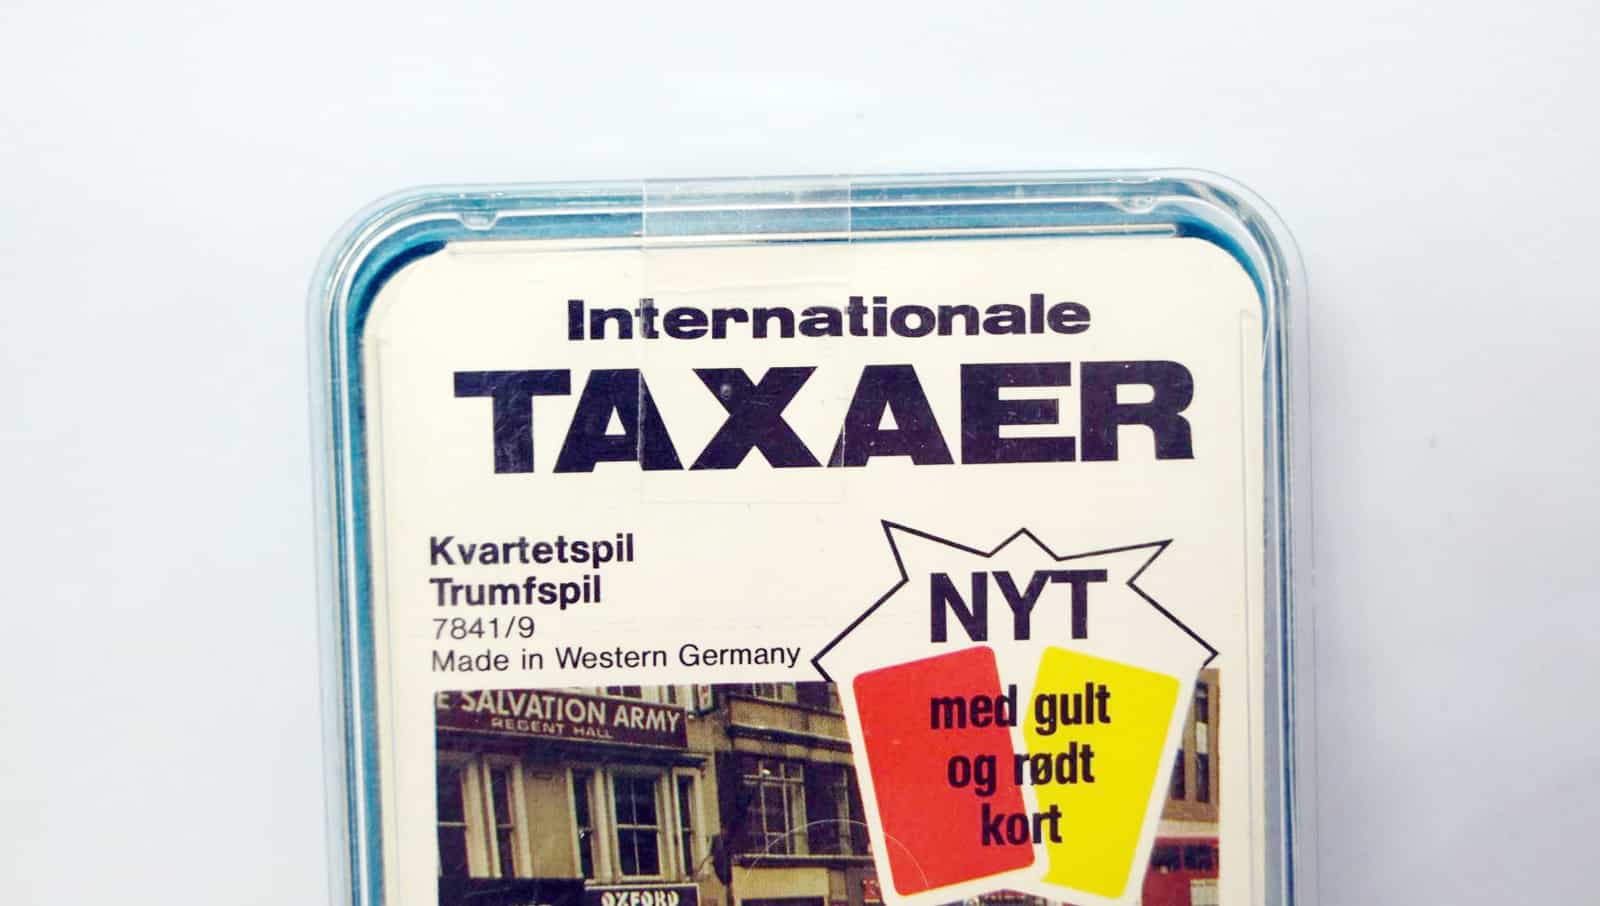 Internationale
TAXAER
Kvartetspil
Trumfspil
7841/9
Made in Western Germany
NYT
med gult
og rødt
kort
E SALVATION ARMY
REGENT HALL
OXFORD